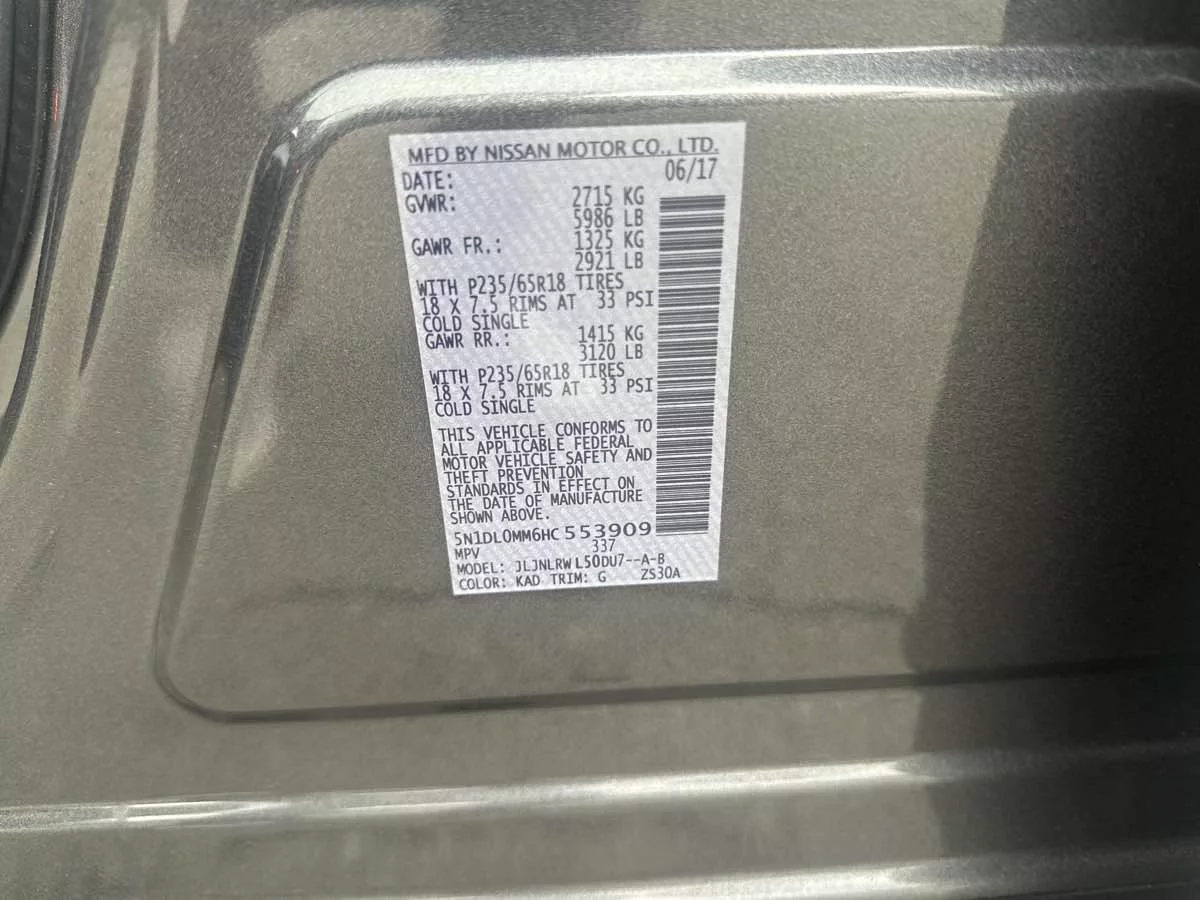 MFD BY NISSAN MOTOR CO., LTD.
DATE: 06/17
GVWR: 2715 KG
5986 LB
GAWR FR.: 1325 KG
2921 LB
WITH P235/65R18 TIRES
18 X 7.5 RIMS AT 33 PSI
COLD SINGLE
GAWR RR.: 1415 KG
3120 LB
WITH P235/65R18 TIRES
18 X 7.5 RIMS AT 33 PSI
COLD SINGLE
THIS VEHICLE CONFORMS TO
ALL APPLICABLE FEDERAL
MOTOR VEHICLE SAFETY AND
THEFT PREVENTION
STANDARDS IN EFFECT ON
THE DATE OF MANUFACTURE
SHOWN ABOVE.
5N1DL0MM6HC553909
MPV 337
MODEL: JLJNLRWL50DU7--A-B
COLOR: KAD TRIM: G ZS30A